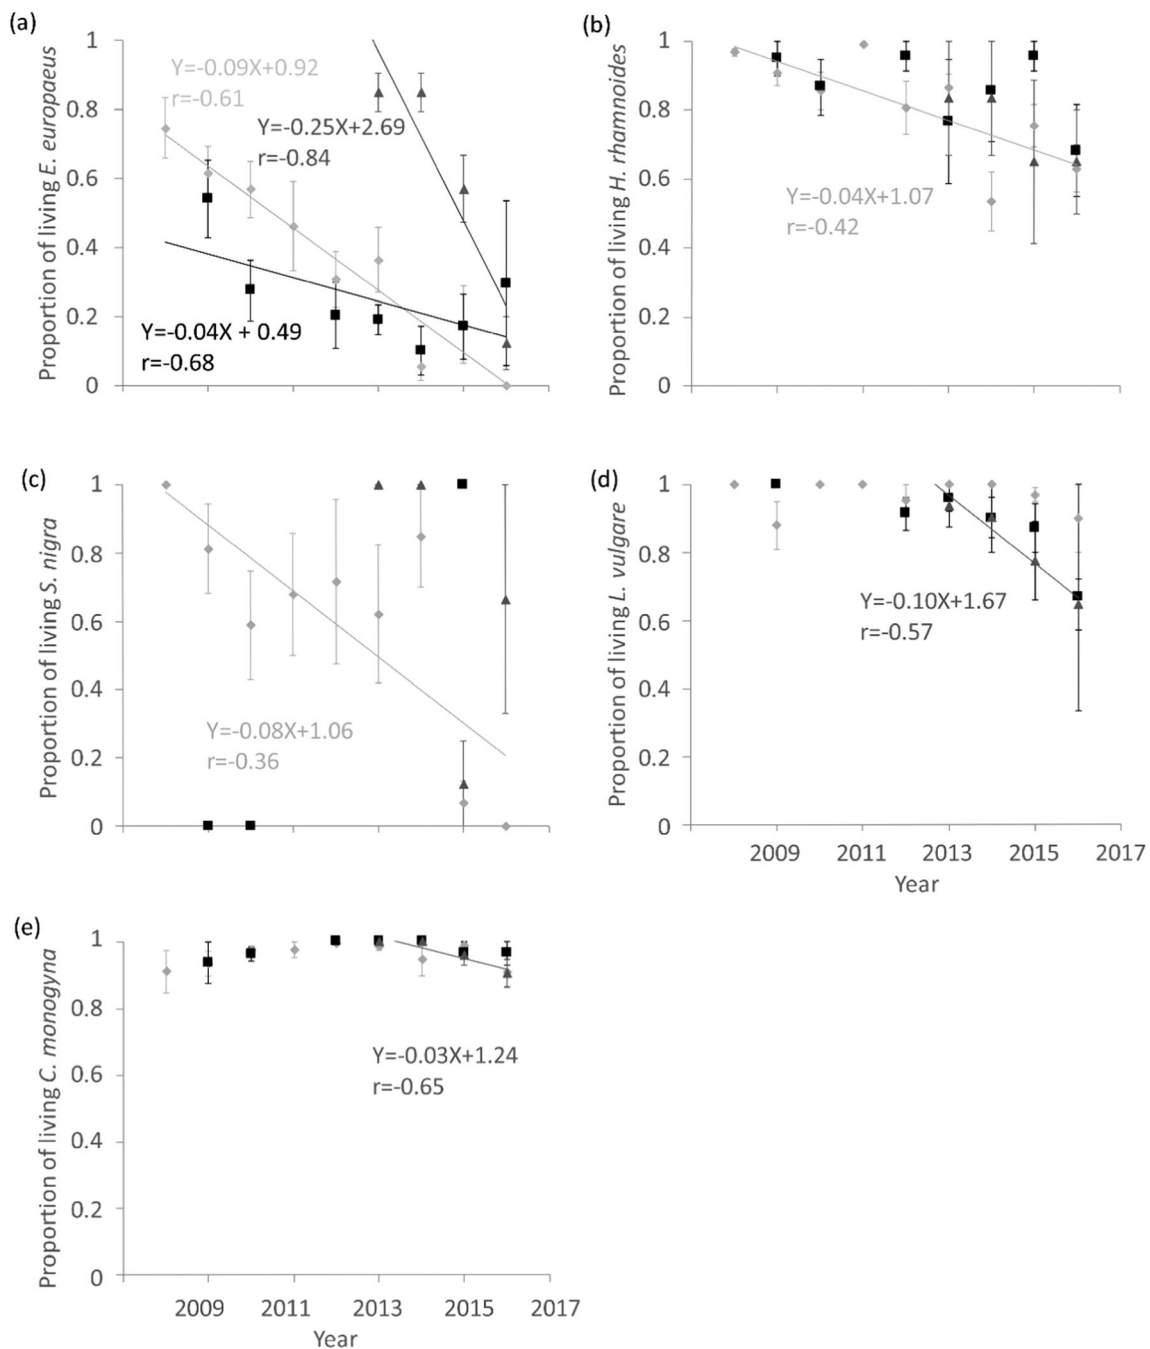 (a)
Proportion of living E. europaeus
1
0.8
0.6
0.4
0.2
0
Y=-0.09X+0.92
r=-0.61
Y=-0.25X+2.69
r=-0.84
Y=-0.04X + 0.49
r=-0.68
(b)
Proportion of living H. rhamnoides
1
0.8
0.6
0.4
0.2
0
Y=-0.04X+1.07
r=-0.42
(c)
Proportion of living S. nigra
1
0.8
0.6
0.4
0.2
0
Y=-0.08X+1.06
r=-0.36
(d)
Proportion of living L. vulgare
1
0.8
0.6
0.4
0.2
0
Y=-0.10X+1.67
r=-0.57
2009 2011 2013 2015 2017
Year
(e)
Proportion of living C. monogyna
1
0.8
0.6
0.4
0.2
0
Y=-0.03X+1.24
r=-0.65
2009 2011 2013 2015 2017
Year